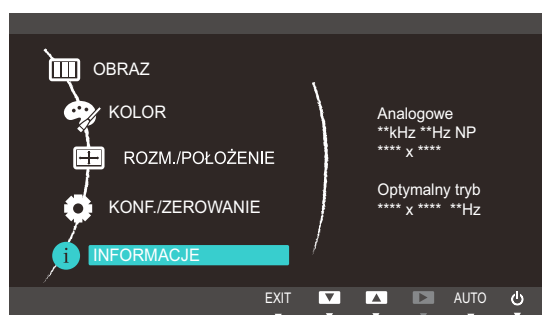 OBRAZ
KOLOR
ROZM./POŁOŻENIE
KONF./ZEROWANIE
i INFORMACJE
Analogowe
**kHz **Hz NP
**** x ****
Optymalny tryb
**** x **** **Hz
EXIT AUTO